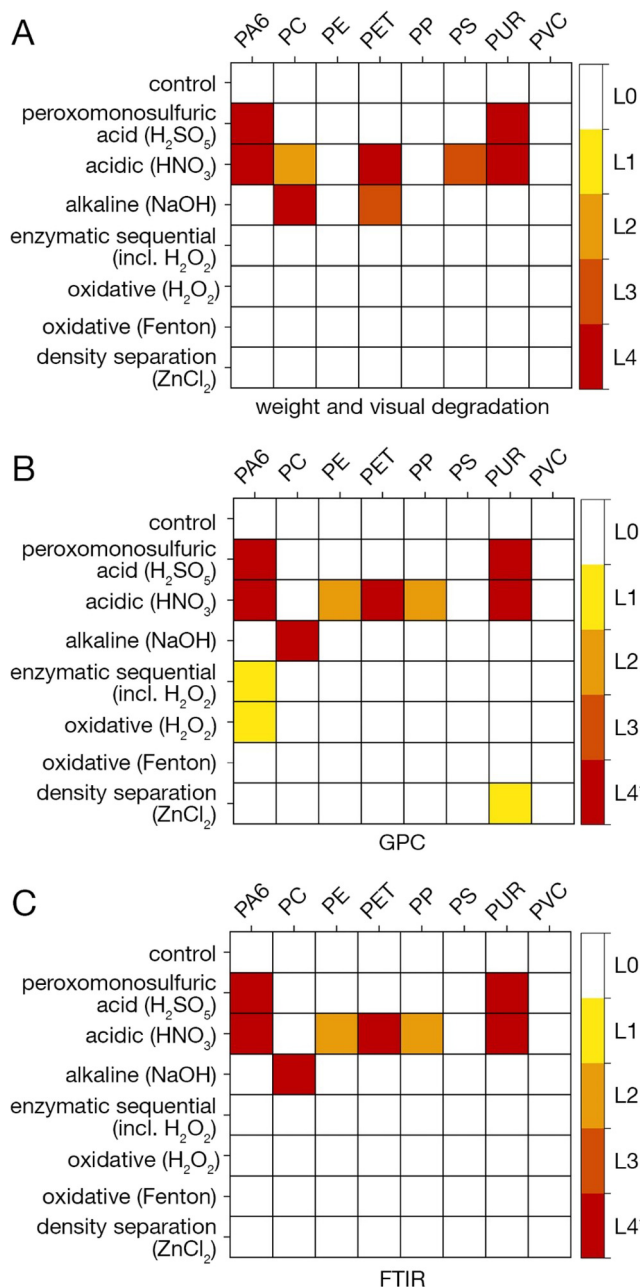 A
PA6 PC PE PET PP PS PUR PVC
control
peroxomonosulfuric
acid (H₂SO₅)
acidic (HNO₃)
alkaline (NaOH)
enzymatic sequential
(incl. H₂O₂)
oxidative (H₂O₂)
oxidative (Fenton)
density separation
(ZnCl₂)
L0
L1
L2
L3
L4
weight and visual degradation
B
PA6 PC PE PET PP PS PUR PVC
control
peroxomonosulfuric
acid (H₂SO₅)
acidic (HNO₃)
alkaline (NaOH)
enzymatic sequential
(incl. H₂O₂)
oxidative (H₂O₂)
oxidative (Fenton)
density separation
(ZnCl₂)
L0
L1
L2
L3
L4
GPC
C
PA6 PC PE PET PP PS PUR PVC
control
peroxomonosulfuric
acid (H₂SO₅)
acidic (HNO₃)
alkaline (NaOH)
enzymatic sequential
(incl. H₂O₂)
oxidative (H₂O₂)
oxidative (Fenton)
density separation
(ZnCl₂)
L0
L1
L2
L3
L4
FTIR